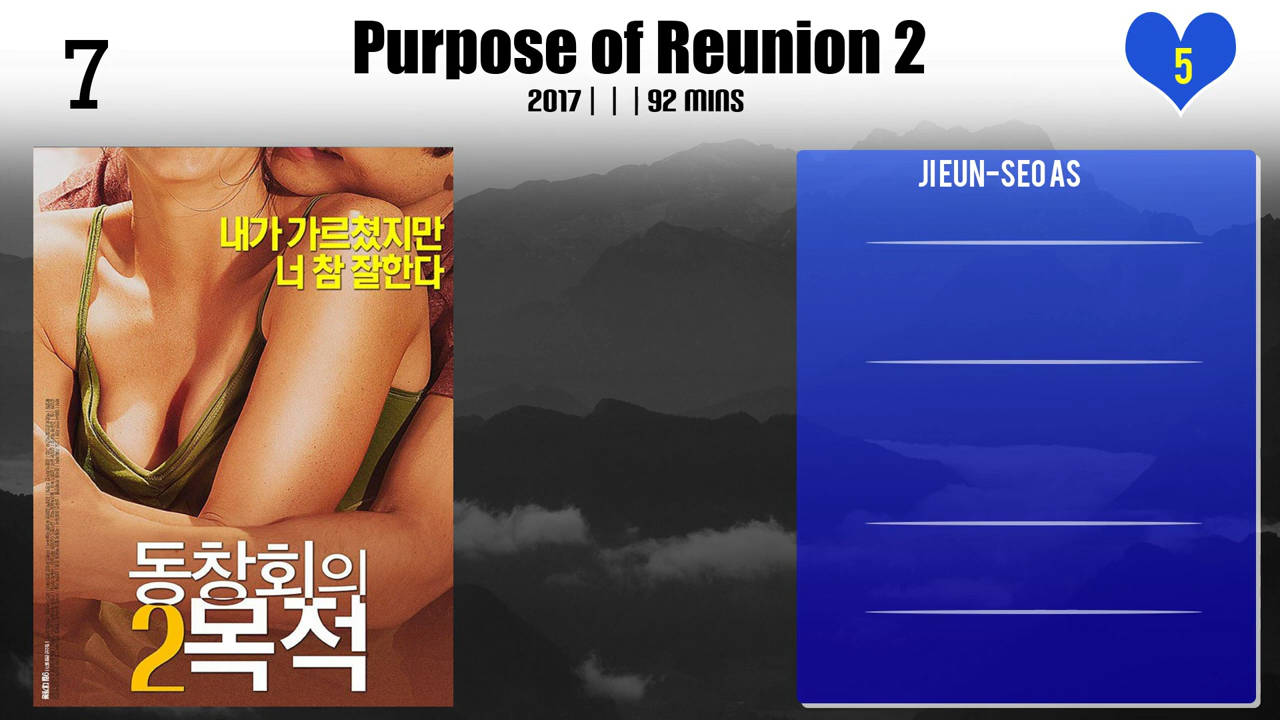 7
Purpose of Reunion 2
2017 | | | 92 MINS
5
JIEUN-SEO AS
내가 가르쳤지만
너 참 잘한다
동창회의
2목적